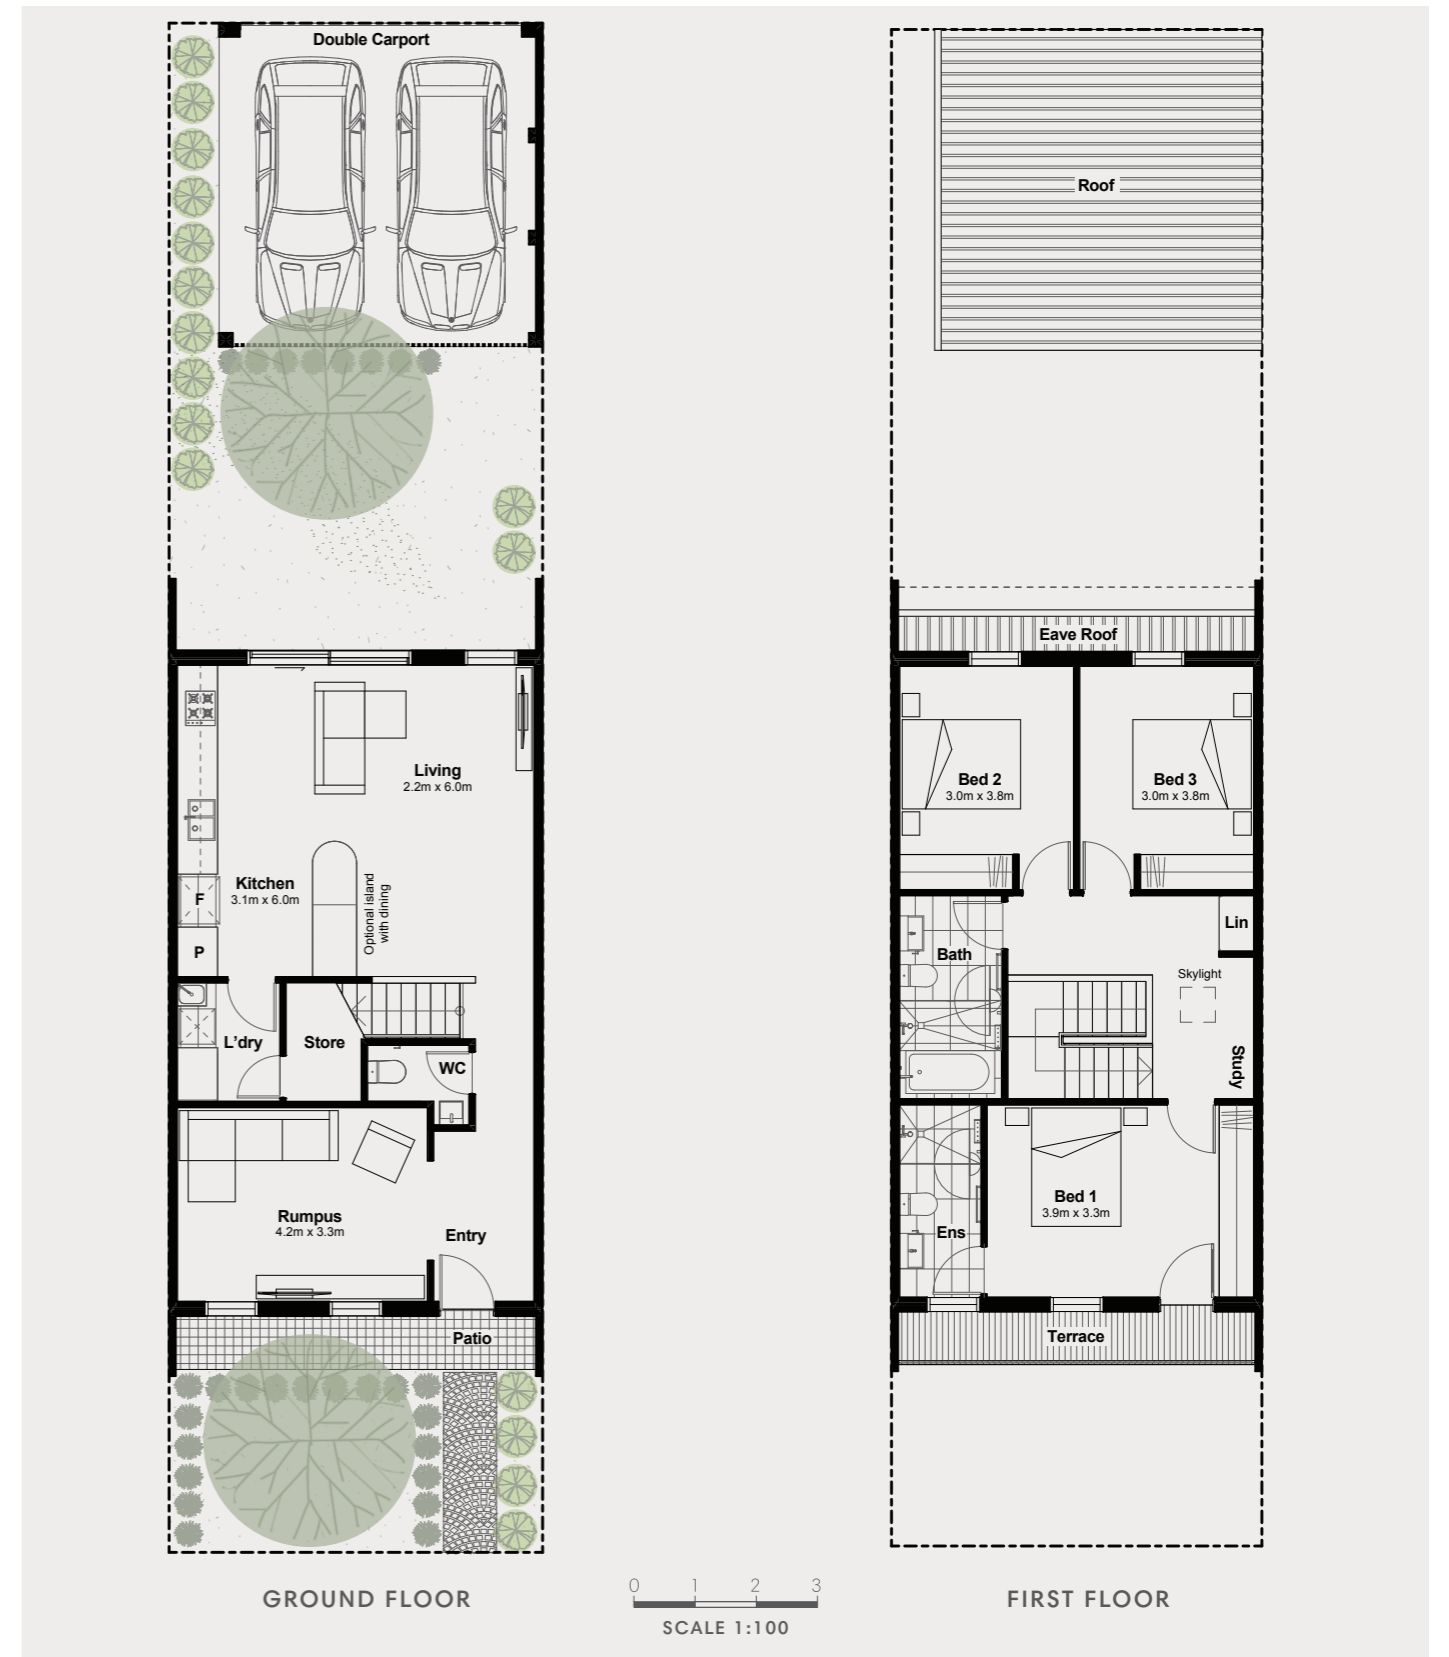 Double Carport
Living
2.2m x 6.0m
Kitchen
3.1m x 6.0m
F
P
Optional island
with dining
L'dry
Store
WC
Rumpus
4.2m x 3.3m
Entry
Patio
GROUND FLOOR
Roof
Eave Roof
Bed 2
3.0m x 3.8m
Bed 3
3.0m x 3.8m
Lin
Bath
Skylight
Study
Bed 1
3.9m x 3.3m
Ens
Terrace
FIRST FLOOR
0 1 2 3
SCALE 1:100